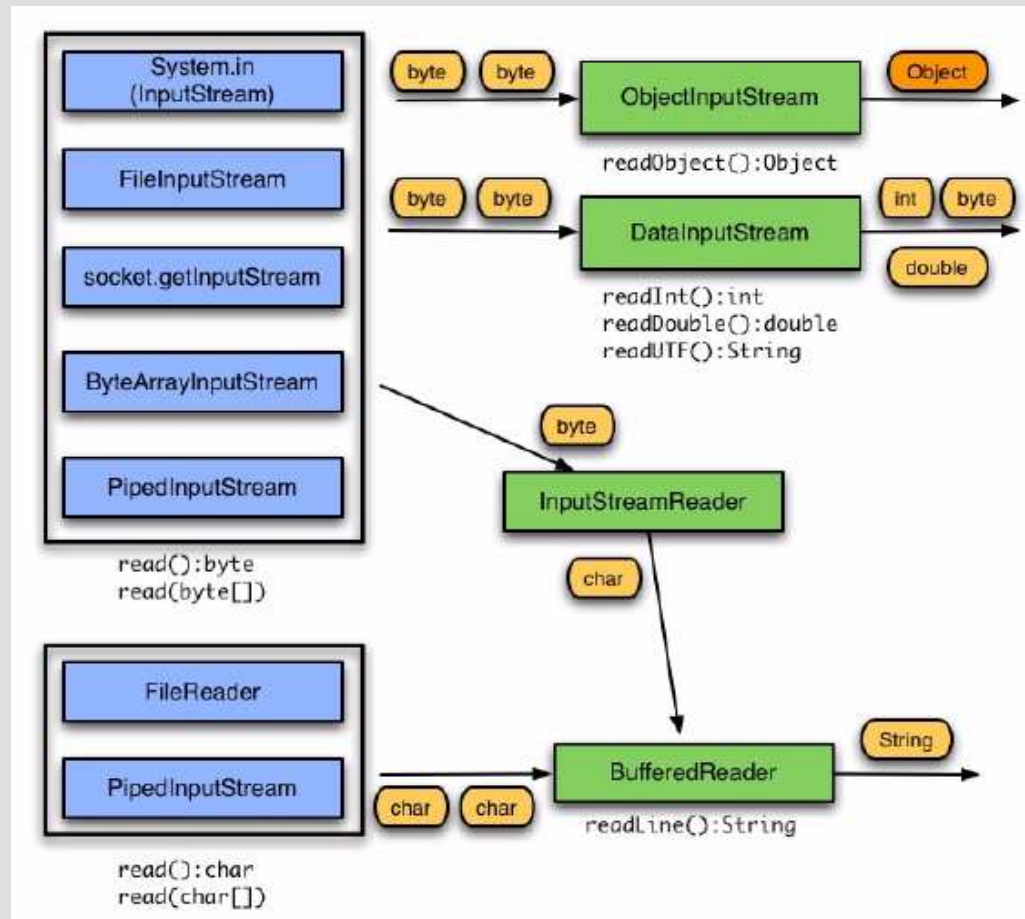 System.in
(InputStream)
FileInputStream
socket.getInputStream
ByteArrayInputStream
PipedInputStream
read():byte
read(byte[])
byte byte
ObjectInputStream
Object
readObject():Object
byte byte
DataInputStream
int byte
double
readInt():int
readDouble():double
readUTF():String
byte
InputStreamReader
char
FileReader
PipedInputStream
read():char
read(char[])
char char
BufferedReader
String
readLine():String